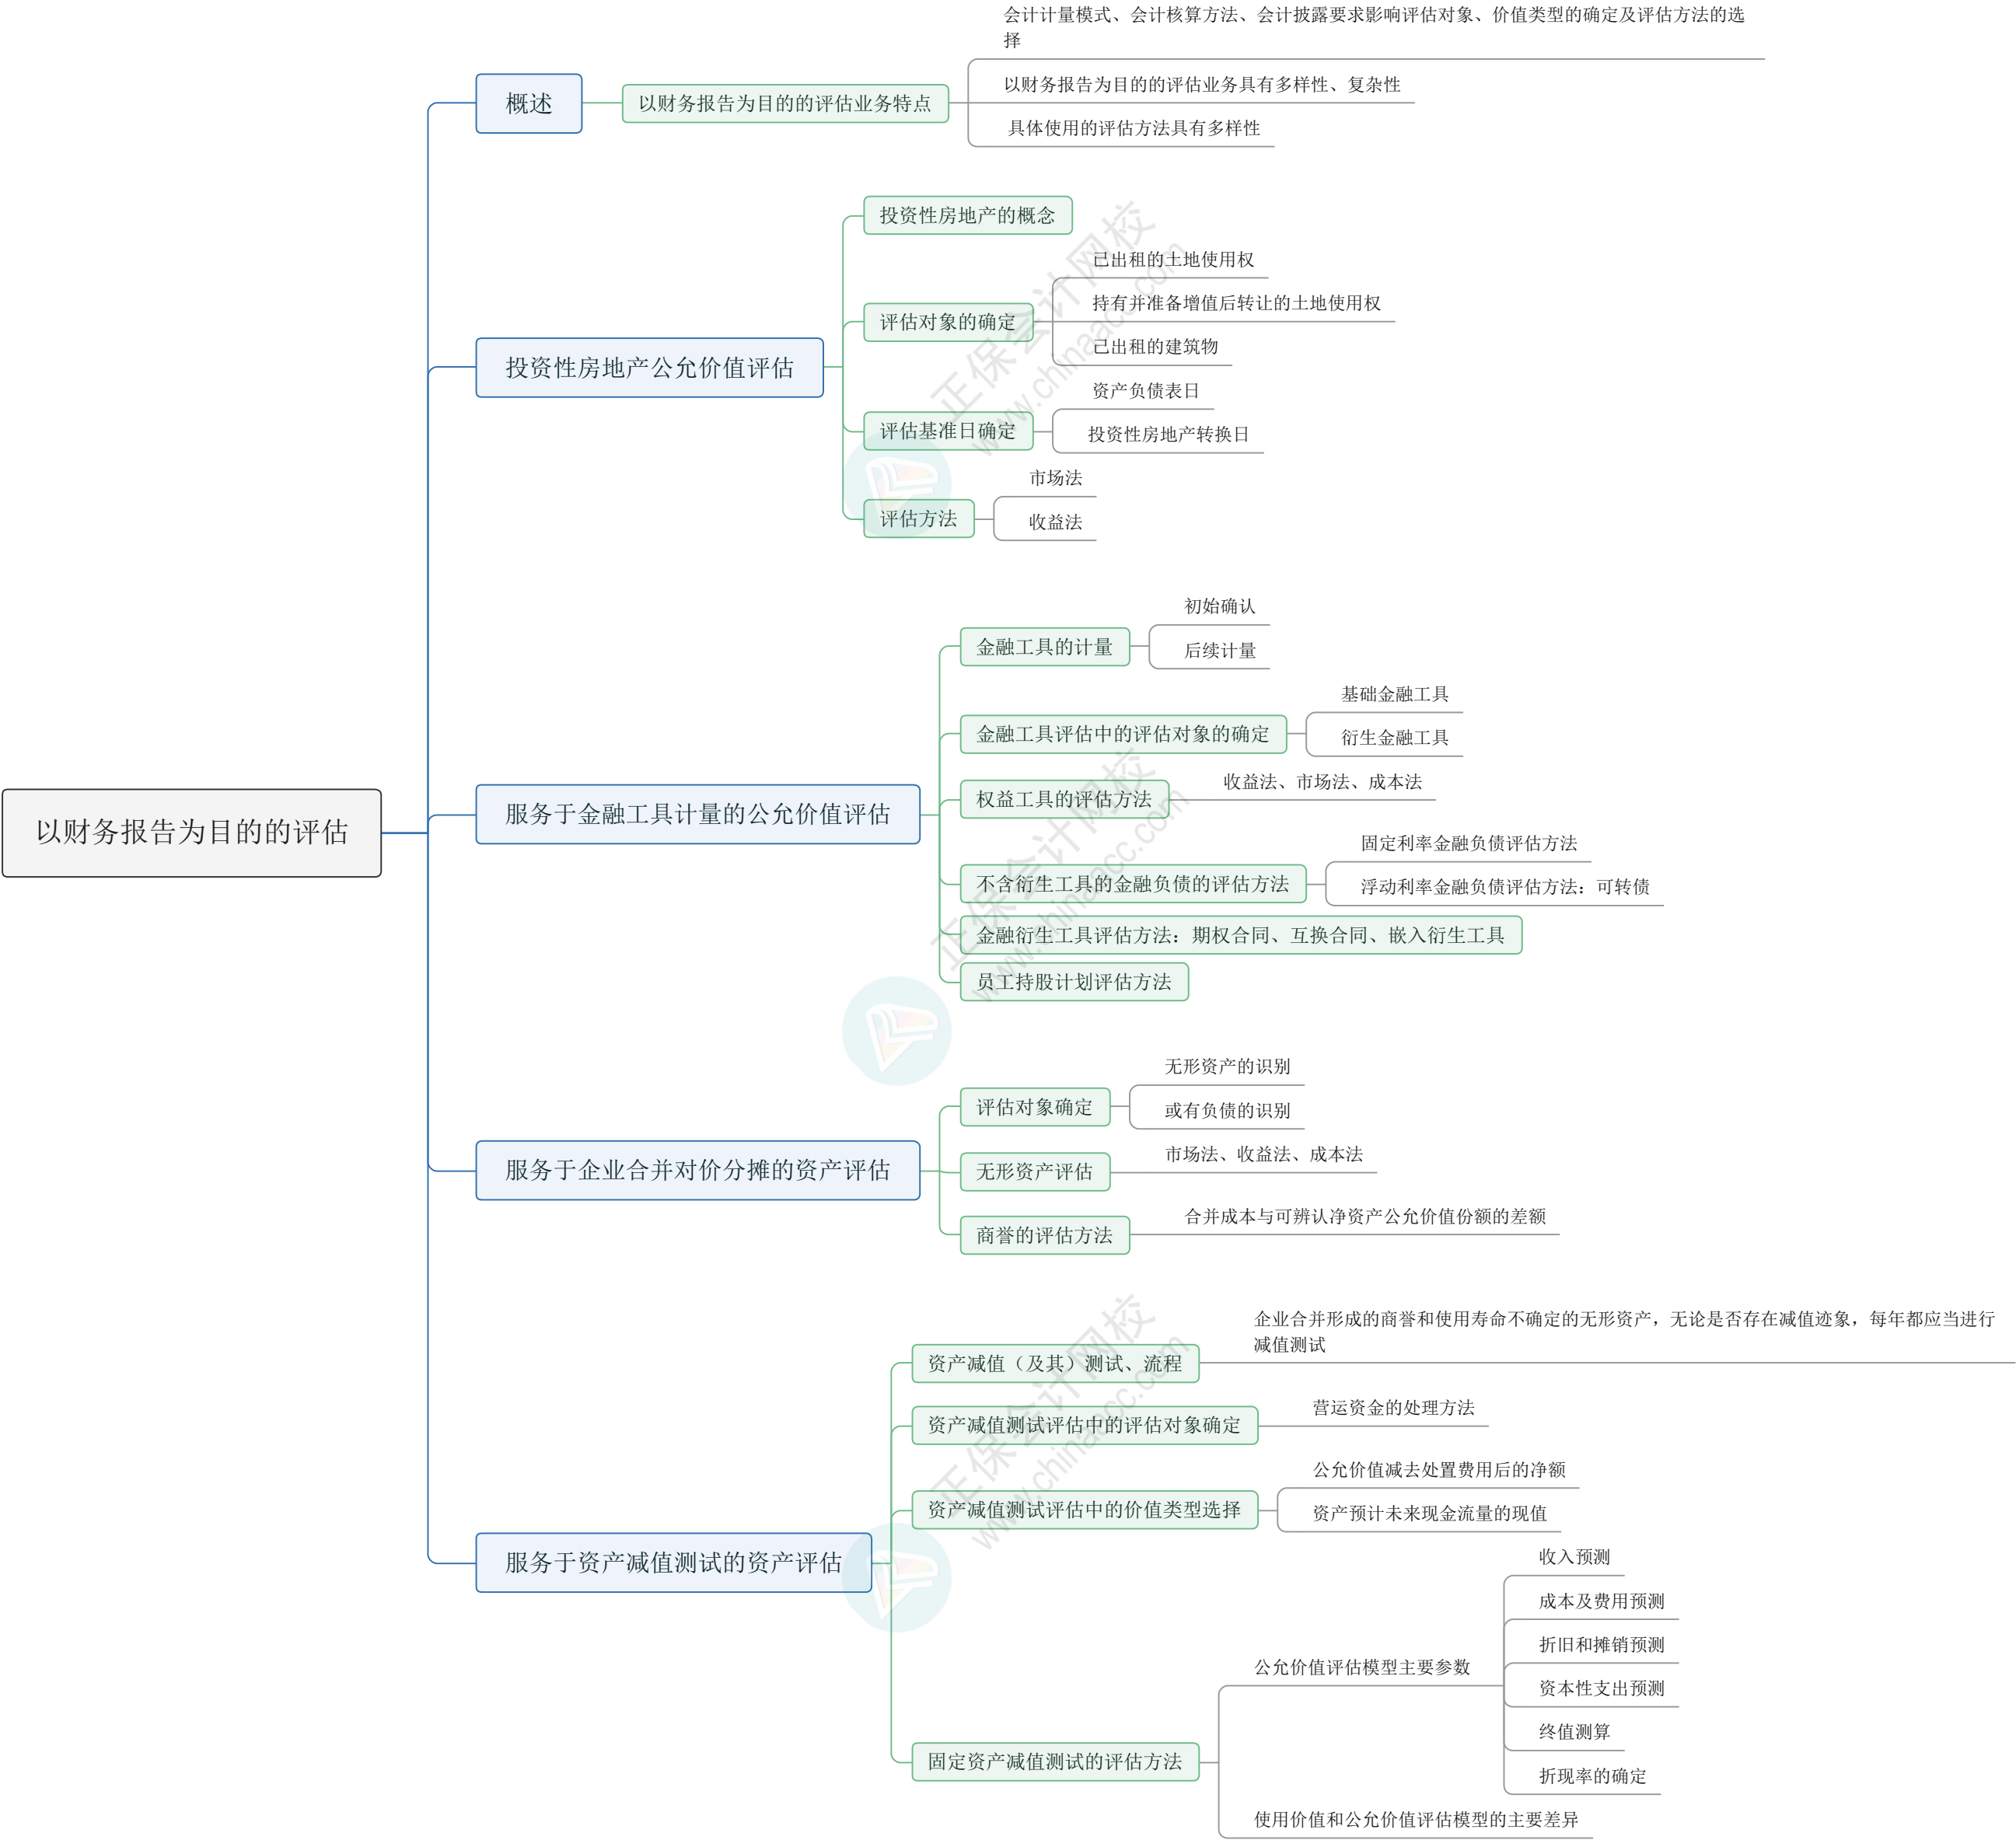 会计计量模式、会计核算方法、会计披露要求影响评估对象、价值类型的确定及评估方法的选
择
概述
以财务报告为目的的评估业务特点
以财务报告为目的的评估业务具有多样性、复杂性
具体使用的评估方法具有多样性
投资性房地产公允价值评估
投资性房地产的概念
评估对象的确定
已出租的土地使用权
持有并准备增值后转让的土地使用权
已出租的建筑物
评估基准日确定
资产负债表日
投资性房地产转换日
评估方法
市场法
收益法
以财务报告为目的的评估
服务于金融工具计量的公允价值评估
金融工具的计量
初始确认
后续计量
金融工具评估中的评估对象的确定
基础金融工具
衍生金融工具
权益工具的评估方法
收益法、市场法、成本法
不含衍生工具的金融负债的评估方法
固定利率金融负债评估方法
浮动利率金融负债评估方法：可转债
金融衍生工具评估方法：期权合同、互换合同、嵌入衍生工具
员工持股计划评估方法
服务于企业合并对价分摊的资产评估
评估对象确定
无形资产的识别
或有负债的识别
无形资产评估
市场法、收益法、成本法
商誉的评估方法
合并成本与可辨认净资产公允价值份额的差额
服务于资产减值测试的资产评估
资产减值（及其）测试、流程
企业合并形成的商誉和使用寿命不确定的无形资产，无论是否存在减值迹象，每年都应当进行
减值测试
资产减值测试评估中的评估对象确定
营运资金的处理方法
资产减值测试评估中的价值类型选择
公允价值减去处置费用后的净额
资产预计未来现金流量的现值
固定资产减值测试的评估方法
公允价值评估模型主要参数
收入预测
成本及费用预测
折旧和摊销预测
资本性支出预测
终值测算
折现率的确定
使用价值和公允价值评估模型的主要差异
正保会计网校
www.chinaacc.com
正保会计网校
www.chinaacc.com
正保会计网校
www.chinaacc.com